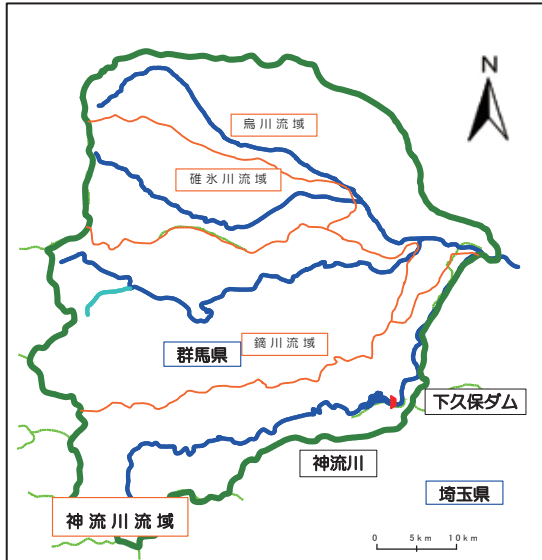 N
烏川流域
碓氷川流域
群馬県
鏑川流域
下久保ダム
神流川
埼玉県
神流川流域
0 5km 10km